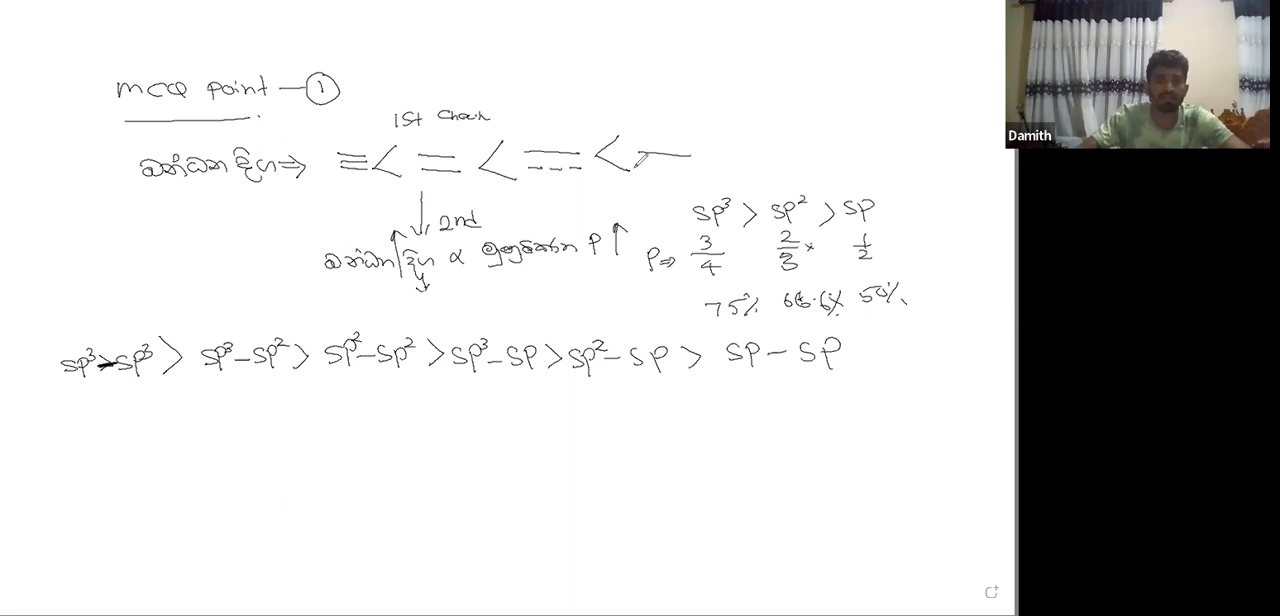 MCQ point – ①
1st check
බන්ධන දිග ⇒ ≡ < = < = < –
2nd
බන්ධන දිග ∝ මුහුම්කරන P ↑
sp³ > sp² > sp
P ⇒ 3/4 2/3 1/2
75% 66.6% 50%
sp³–sp³ > sp³–sp² > sp²–sp² > sp³–sp > sp²–sp > sp–sp
Damith